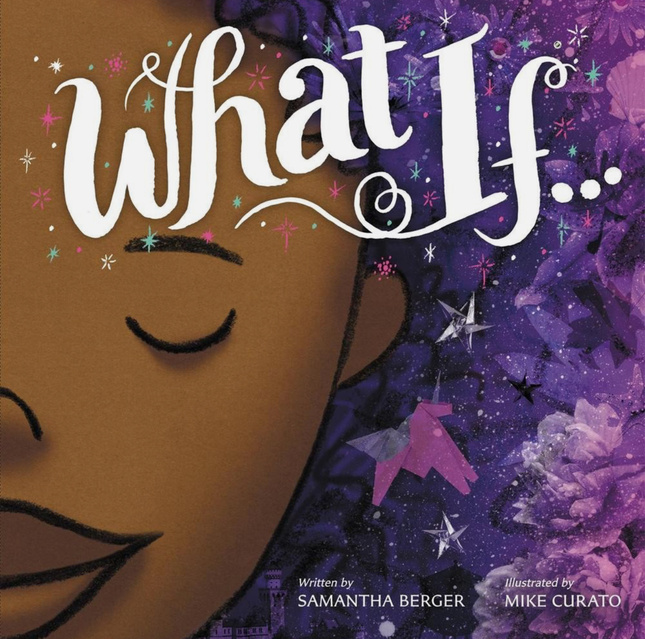 What If...
Written by
SAMANTHA BERGER
Illustrated by
MIKE CURATO